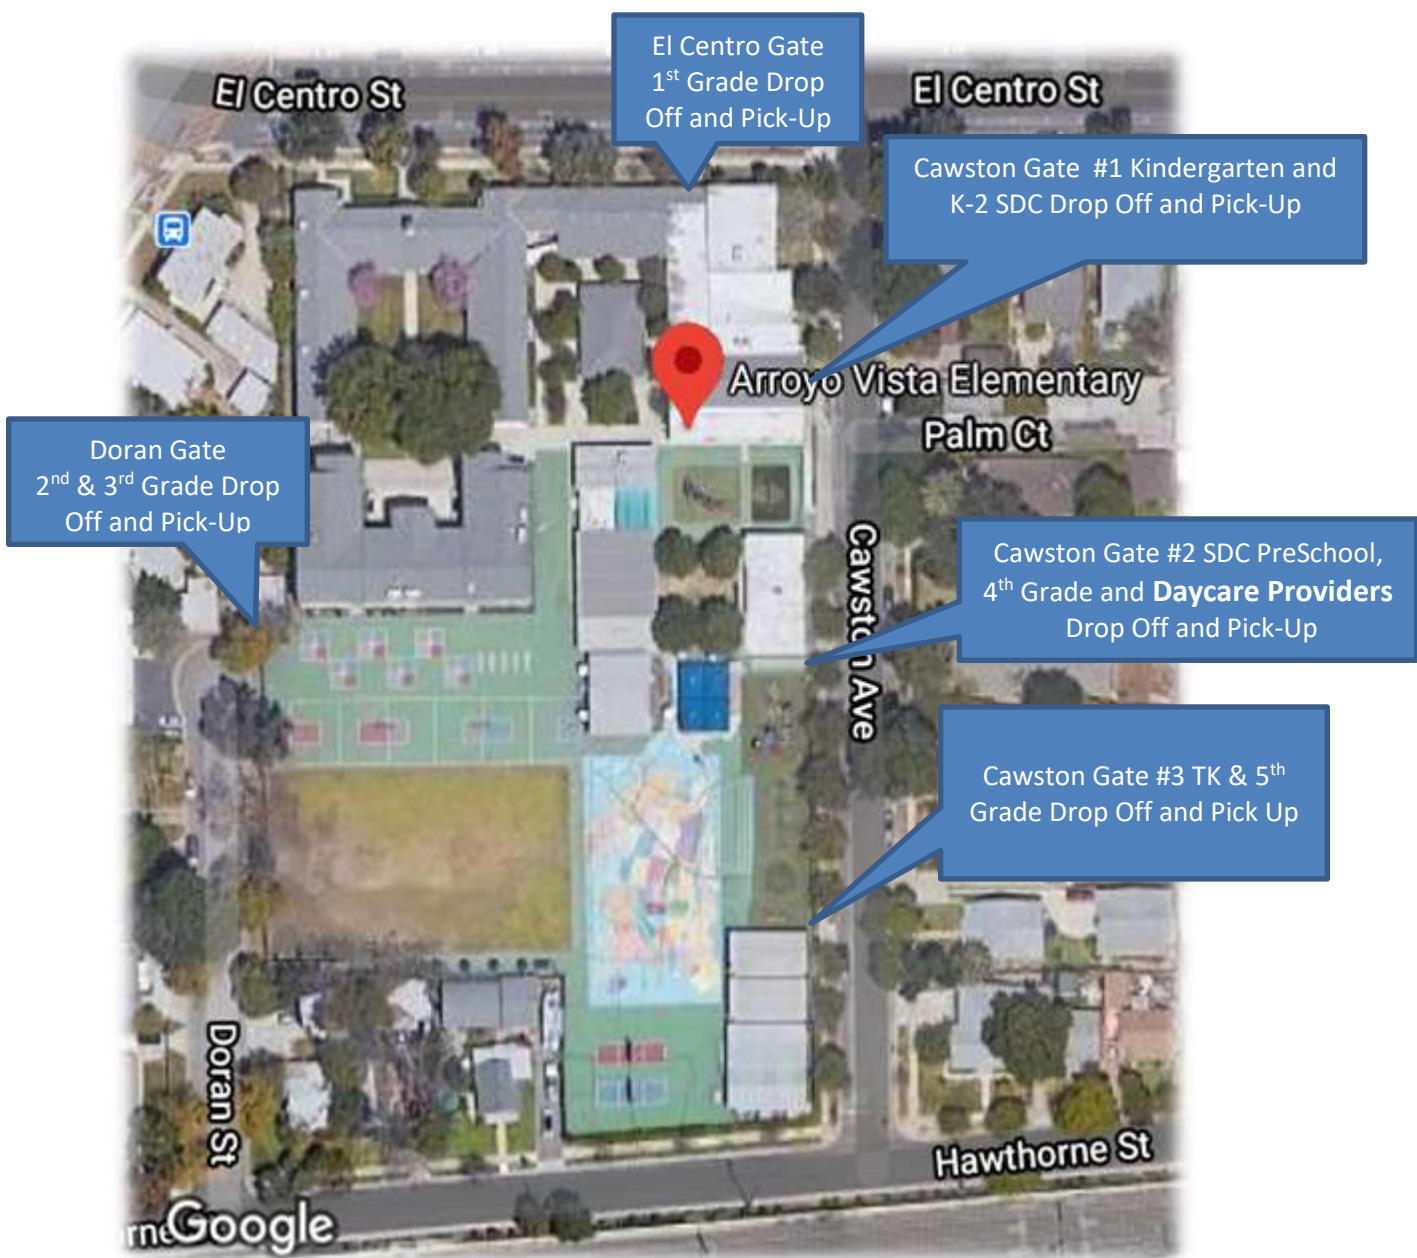 El Centro Gate
1st Grade Drop
Off and Pick-Up
El Centro St
El Centro St
Cawston Gate #1 Kindergarten and
K-2 SDC Drop Off and Pick-Up
Arroyo Vista Elementary
Palm Ct
Doran Gate
2nd & 3rd Grade Drop
Off and Pick-Up
Cawston Ave
Cawston Gate #2 SDC PreSchool,
4th Grade and Daycare Providers
Drop Off and Pick-Up
Cawston Gate #3 TK & 5th
Grade Drop Off and Pick Up
Doran St
Hawthorne St
Google